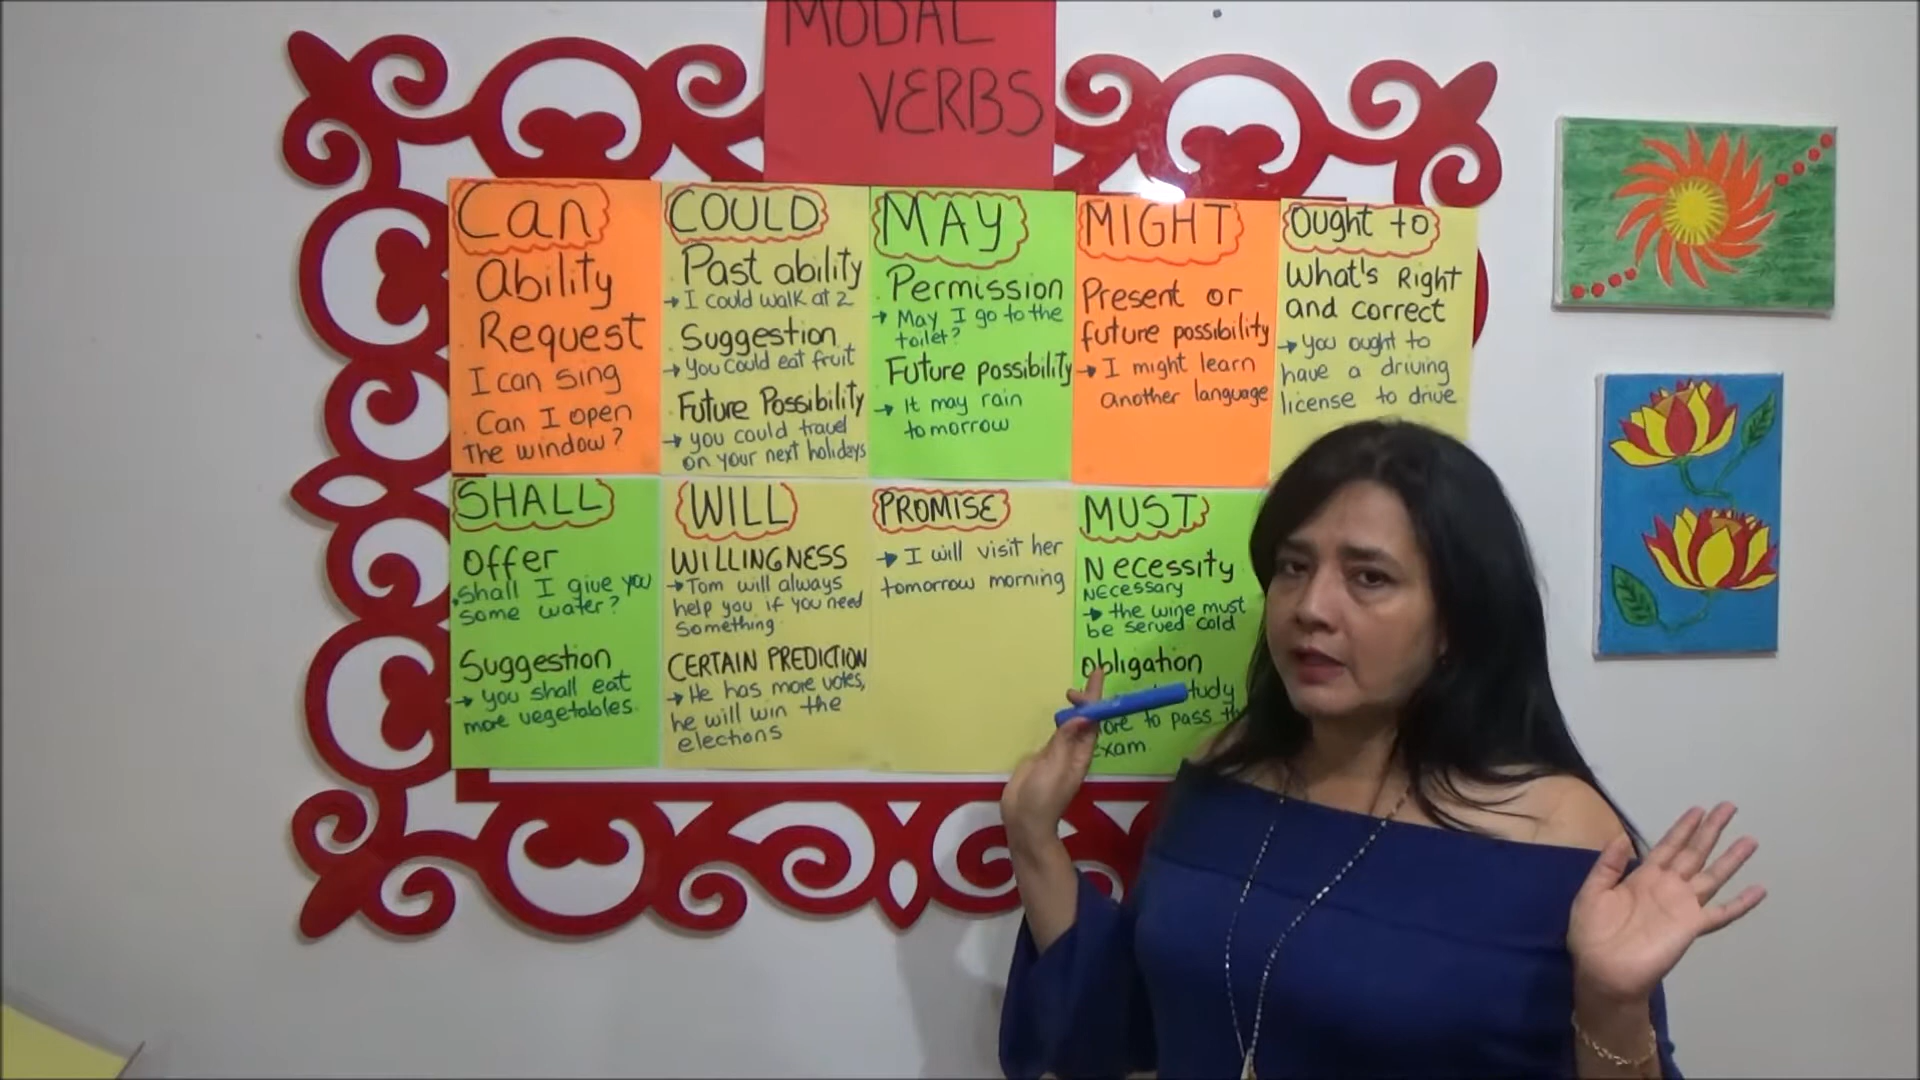 MODAL
VERBS
Can
Ability
Request
I can sing
Can I open
The window?
COULD
Past ability
→ I could walk at 2
Suggestion
→ You could eat fruit
Future Possibility
→ you could travel
on your next holidays
MAY
Permission
→ May I go to the
toilet?
Future possibility
→ It may rain
tomorrow
MIGHT
Present or
future possibility
→ I might learn
another language
Ought to
What's Right
and correct
→ you ought to
have a driving
license to drive
SHALL
Offer
Shall I give you
some water?
Suggestion
→ you shall eat
more vegetables.
WILL
WILLINGNESS
→ Tom will always
help you if you need
something
CERTAIN PREDICTION
→ He has more votes,
he will win the
elections
PROMISE
→ I will visit her
tomorrow morning
MUST
Necessity
Necessary
→ the wine must
be served cold
Obligation
study
to pass
exam